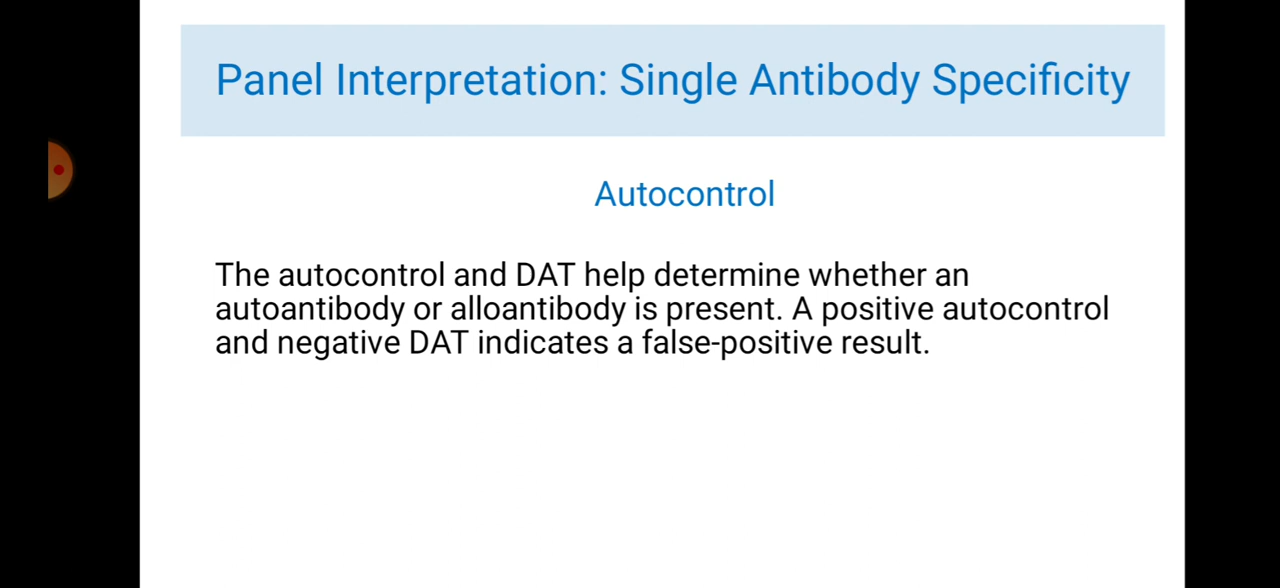 Panel Interpretation: Single Antibody Specificity
Autocontrol
The autocontrol and DAT help determine whether an
autoantibody or alloantibody is present. A positive autocontrol
and negative DAT indicates a false-positive result.